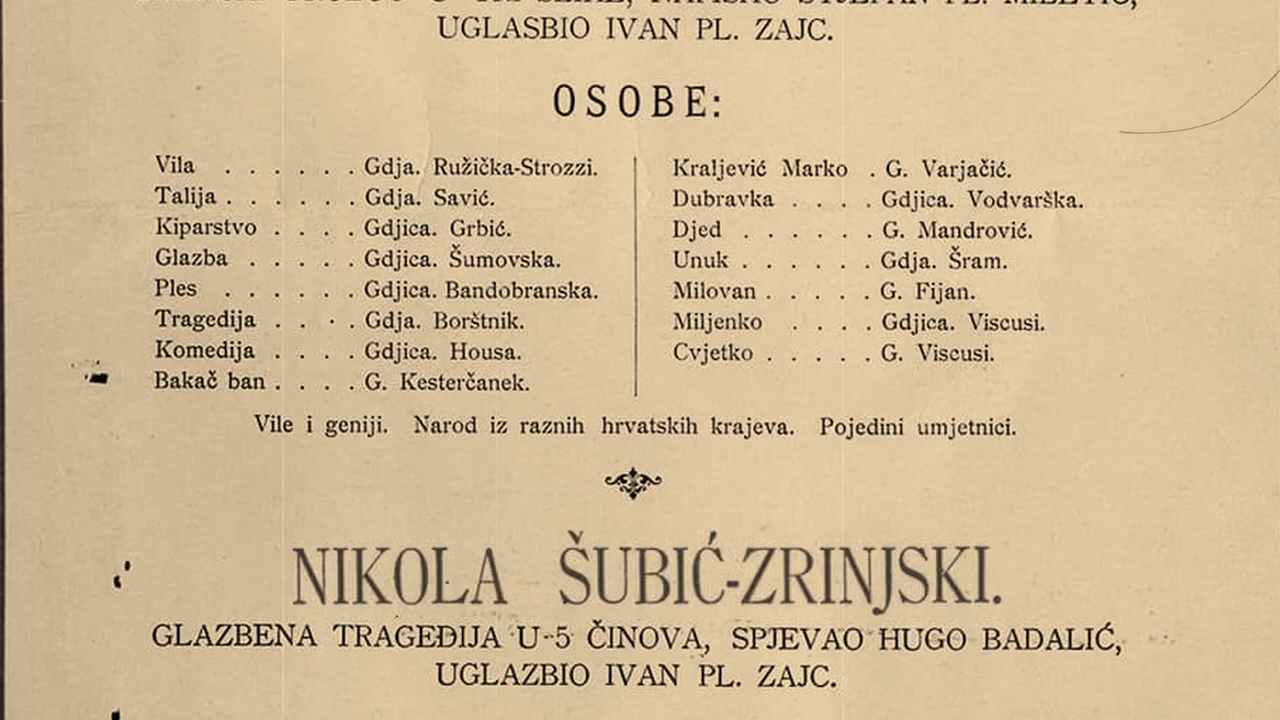 UGLASBIO IVAN PL. ZAJC.
OSOBE:
Vila . . . . . . Gdja. Ružička-Strozzi.
Talija . . . . . . Gdja. Savić.
Kiparstvo . . . . Gdjica. Grbić.
Glazba . . . . . Gdjica. Šumovska.
Ples . . . . . . Gdjica. Bandobranska.
Tragedija . . . . Gdja. Borštnik.
Komedija . . . . Gdjica. Housa.
Bakač ban . . . . G. Kesterčanek.
Kraljević Marko . G. Varjačić.
Dubravka . . . . Gdjica. Vodvarška.
Djed . . . . . . G. Mandrović.
Unuk . . . . . . Gdja. Šram.
Milovan . . . . . G. Fijan.
Miljenko . . . . Gdjica. Viscusi.
Cvjetko . . . . . G. Viscusi.
Vile i geniji. Narod iz raznih hrvatskih krajeva. Pojedini umjetnici.
NIKOLA ŠUBIĆ-ZRINJSKI.
GLAZBENA TRAGEDIJA U 5 ČINOVA, SPJEVAO HUGO BADALIĆ,
UGLAZBIO IVAN PL. ZAJC.